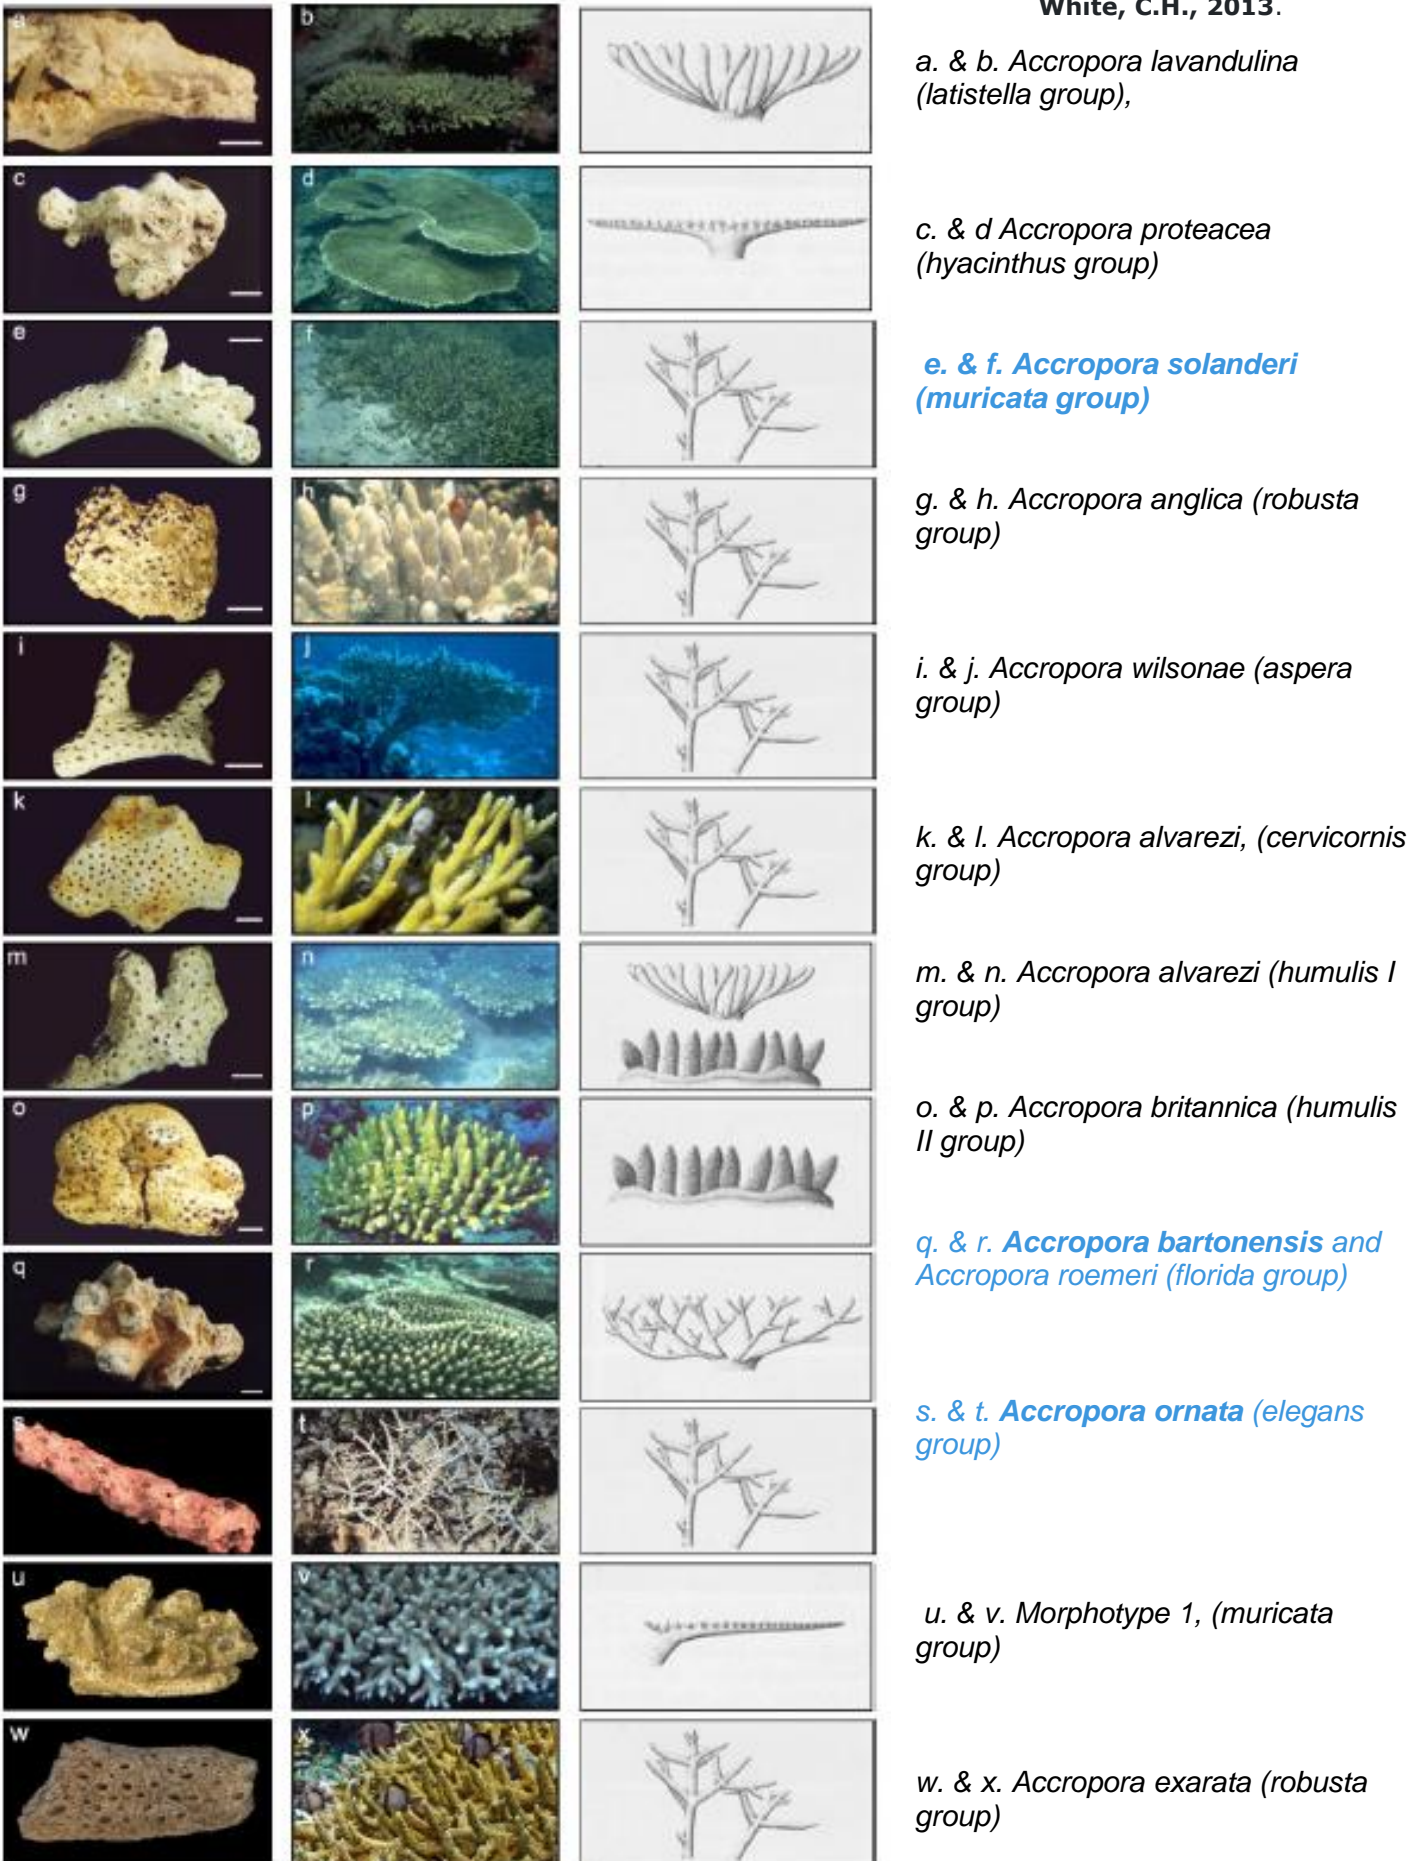 White, C.H., 2013.
a
b
a. & b. Accropora lavandulina
(latistella group),
c
d
c. & d Accropora proteacea
(hyacinthus group)
e
f
e. & f. Accropora solanderi
(muricata group)
g
h
g. & h. Accropora anglica (robusta
group)
i
j
i. & j. Accropora wilsonae (aspera
group)
k
l
k. & l. Accropora alvarezi, (cervicornis
group)
m
n
m. & n. Accropora alvarezi (humulis I
group)
o
p
o. & p. Accropora britannica (humulis
II group)
q
r
q. & r. Accropora bartonensis and
Accropora roemeri (florida group)
s
t
s. & t. Accropora ornata (elegans
group)
u
v
u. & v. Morphotype 1, (muricata
group)
w
x
w. & x. Accropora exarata (robusta
group)